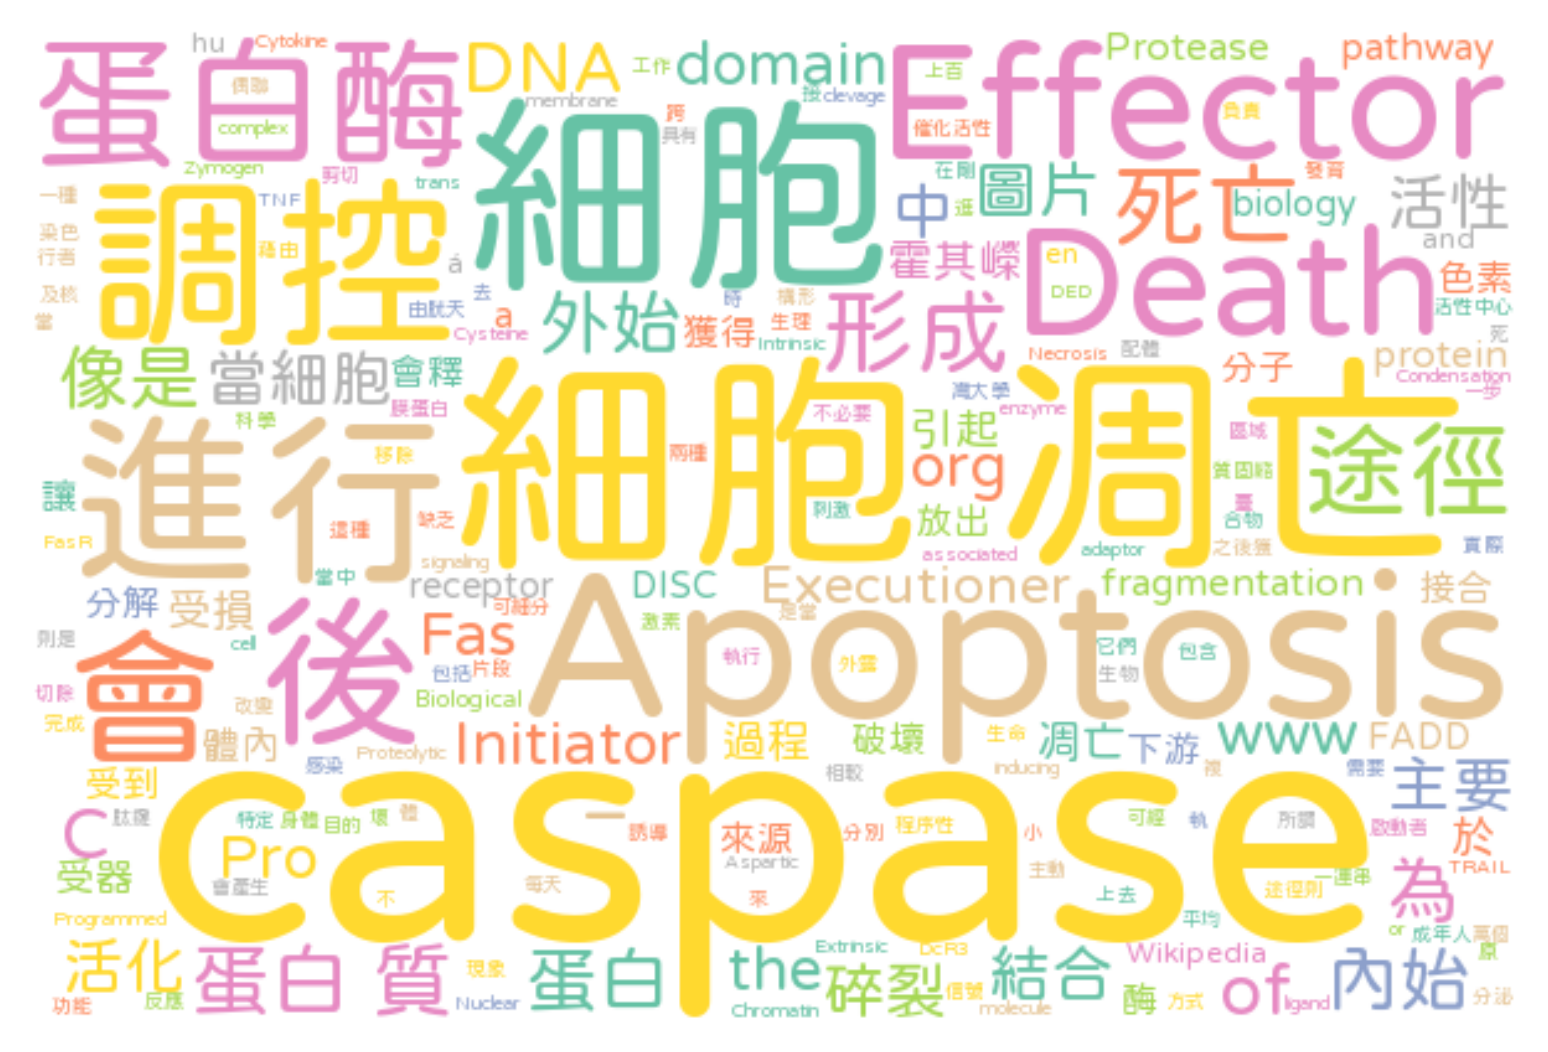 hu
Cytokine
蛋白酶
DNA
工作
domain
Effector
Protease
pathway
偶聯
complex
membrane
接
clevage
上百
跨
具有
催化活性
負責
細胞
Zymogen
剪切
trans
在剛
圖片
死亡
發育
活性
一種
調控
TNF
中
biology
染色
行者
藉由
á
霍其嶸
en
and
色素
及核
由胱天
去
時
構形
DED
Death
活性中心
當
Cysteine
a
外始
獲得
生理
Intrinsic
形成
死
像是
當細胞
會釋
Necrosis
配體
分子
protein
Condensation
一步
科學
膜蛋白
不必要
enzyme
引起
區域
進行
移除
兩種
細胞凋亡
org
途徑
讓
這種
缺乏
刺激
放出
臺
合物
FasR
signaling
associated
adaptor
之後獲
實際
當中
receptor
DISC
Executioner
fragmentation
接合
分解
受損
可細分
激素
是當
則是
cell
後
Fas
Apoptosis
執行
外靈
它們
包含
生物
會
包括
片段
切除
改變
Biological
完成
體內
Initiator
過程
破壞
生命
凋亡
下游
www
FADD
感染
Proteolytic
相較
inducing
複
需要
主要
受到
caspase
C
肽鏈
特定
身體
目的
壞
體
一
誘導
來源
分別
程序性
小
可經
執
所謂
啟動者
於
Pro
Aspartic
TRAIL
受器
會產生
不
每天
來
主動
上去
途徑則
一連串
為
Programmed
平均
or
成年人
萬個
活化
蛋白質
現象
蛋白
Extrinsic
DcR3
the
碎裂
信號
結合
Wikipedia
原
功能
反應
Nuclear
Chromatin
molecule
酶
方式
of
ligand
內始
分泌